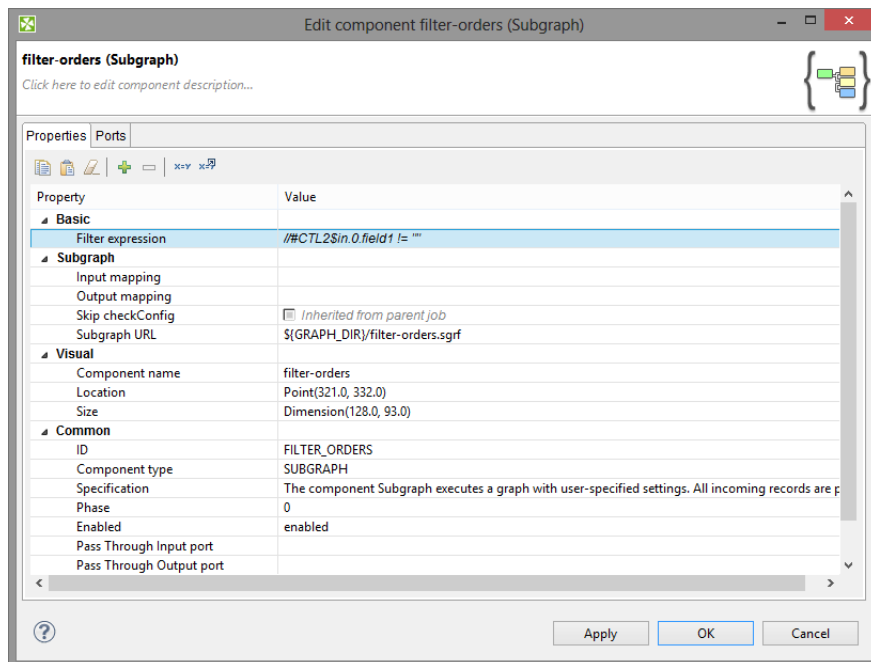 Edit component filter-orders (Subgraph)
filter-orders (Subgraph)
Click here to edit component description...
Properties Ports
x=y x=?
Property Value
Basic
Filter expression //#CTL2$in.0.field1 != ""
Subgraph
Input mapping
Output mapping
Skip checkConfig Inherited from parent job
Subgraph URL ${GRAPH_DIR}/filter-orders.sgrf
Visual
Component name filter-orders
Location Point(321.0, 332.0)
Size Dimension(128.0, 93.0)
Common
ID FILTER_ORDERS
Component type SUBGRAPH
Specification The component Subgraph executes a graph with user-specified settings. All incoming records are p
Phase 0
Enabled enabled
Pass Through Input port
Pass Through Output port
? Apply OK Cancel